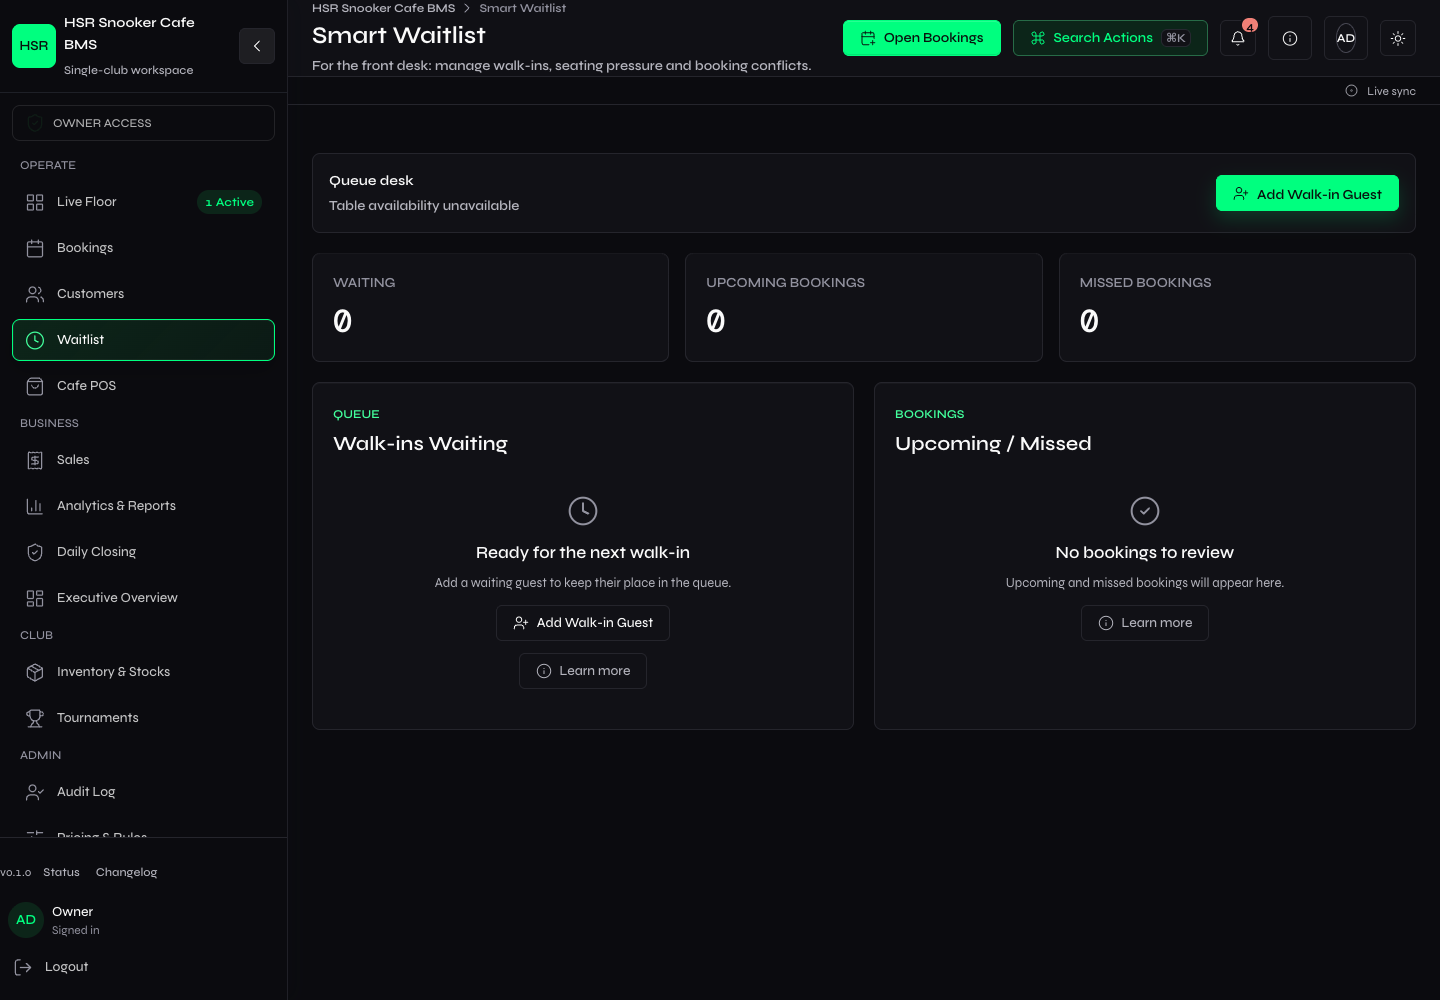 HSR
HSR Snooker Cafe
BMS
Single-club workspace
OWNER ACCESS
OPERATE
Live Floor
1 Active
Bookings
Customers
Waitlist
Cafe POS
BUSINESS
Sales
Analytics & Reports
Daily Closing
Executive Overview
CLUB
Inventory & Stocks
Tournaments
ADMIN
Audit Log
Pricing & Rules
v0.1.0 Status Changelog
AD
Owner
Signed in
Logout
HSR Snooker Cafe BMS > Smart Waitlist
Smart Waitlist
For the front desk: manage walk-ins, seating pressure and booking conflicts.
Open Bookings
Search Actions ⌘K
4
AD
Live sync
Queue desk
Table availability unavailable
Add Walk-in Guest
WAITING
0
UPCOMING BOOKINGS
0
MISSED BOOKINGS
0
QUEUE
Walk-ins Waiting
Ready for the next walk-in
Add a waiting guest to keep their place in the queue.
Add Walk-in Guest
Learn more
BOOKINGS
Upcoming / Missed
No bookings to review
Upcoming and missed bookings will appear here.
Learn more